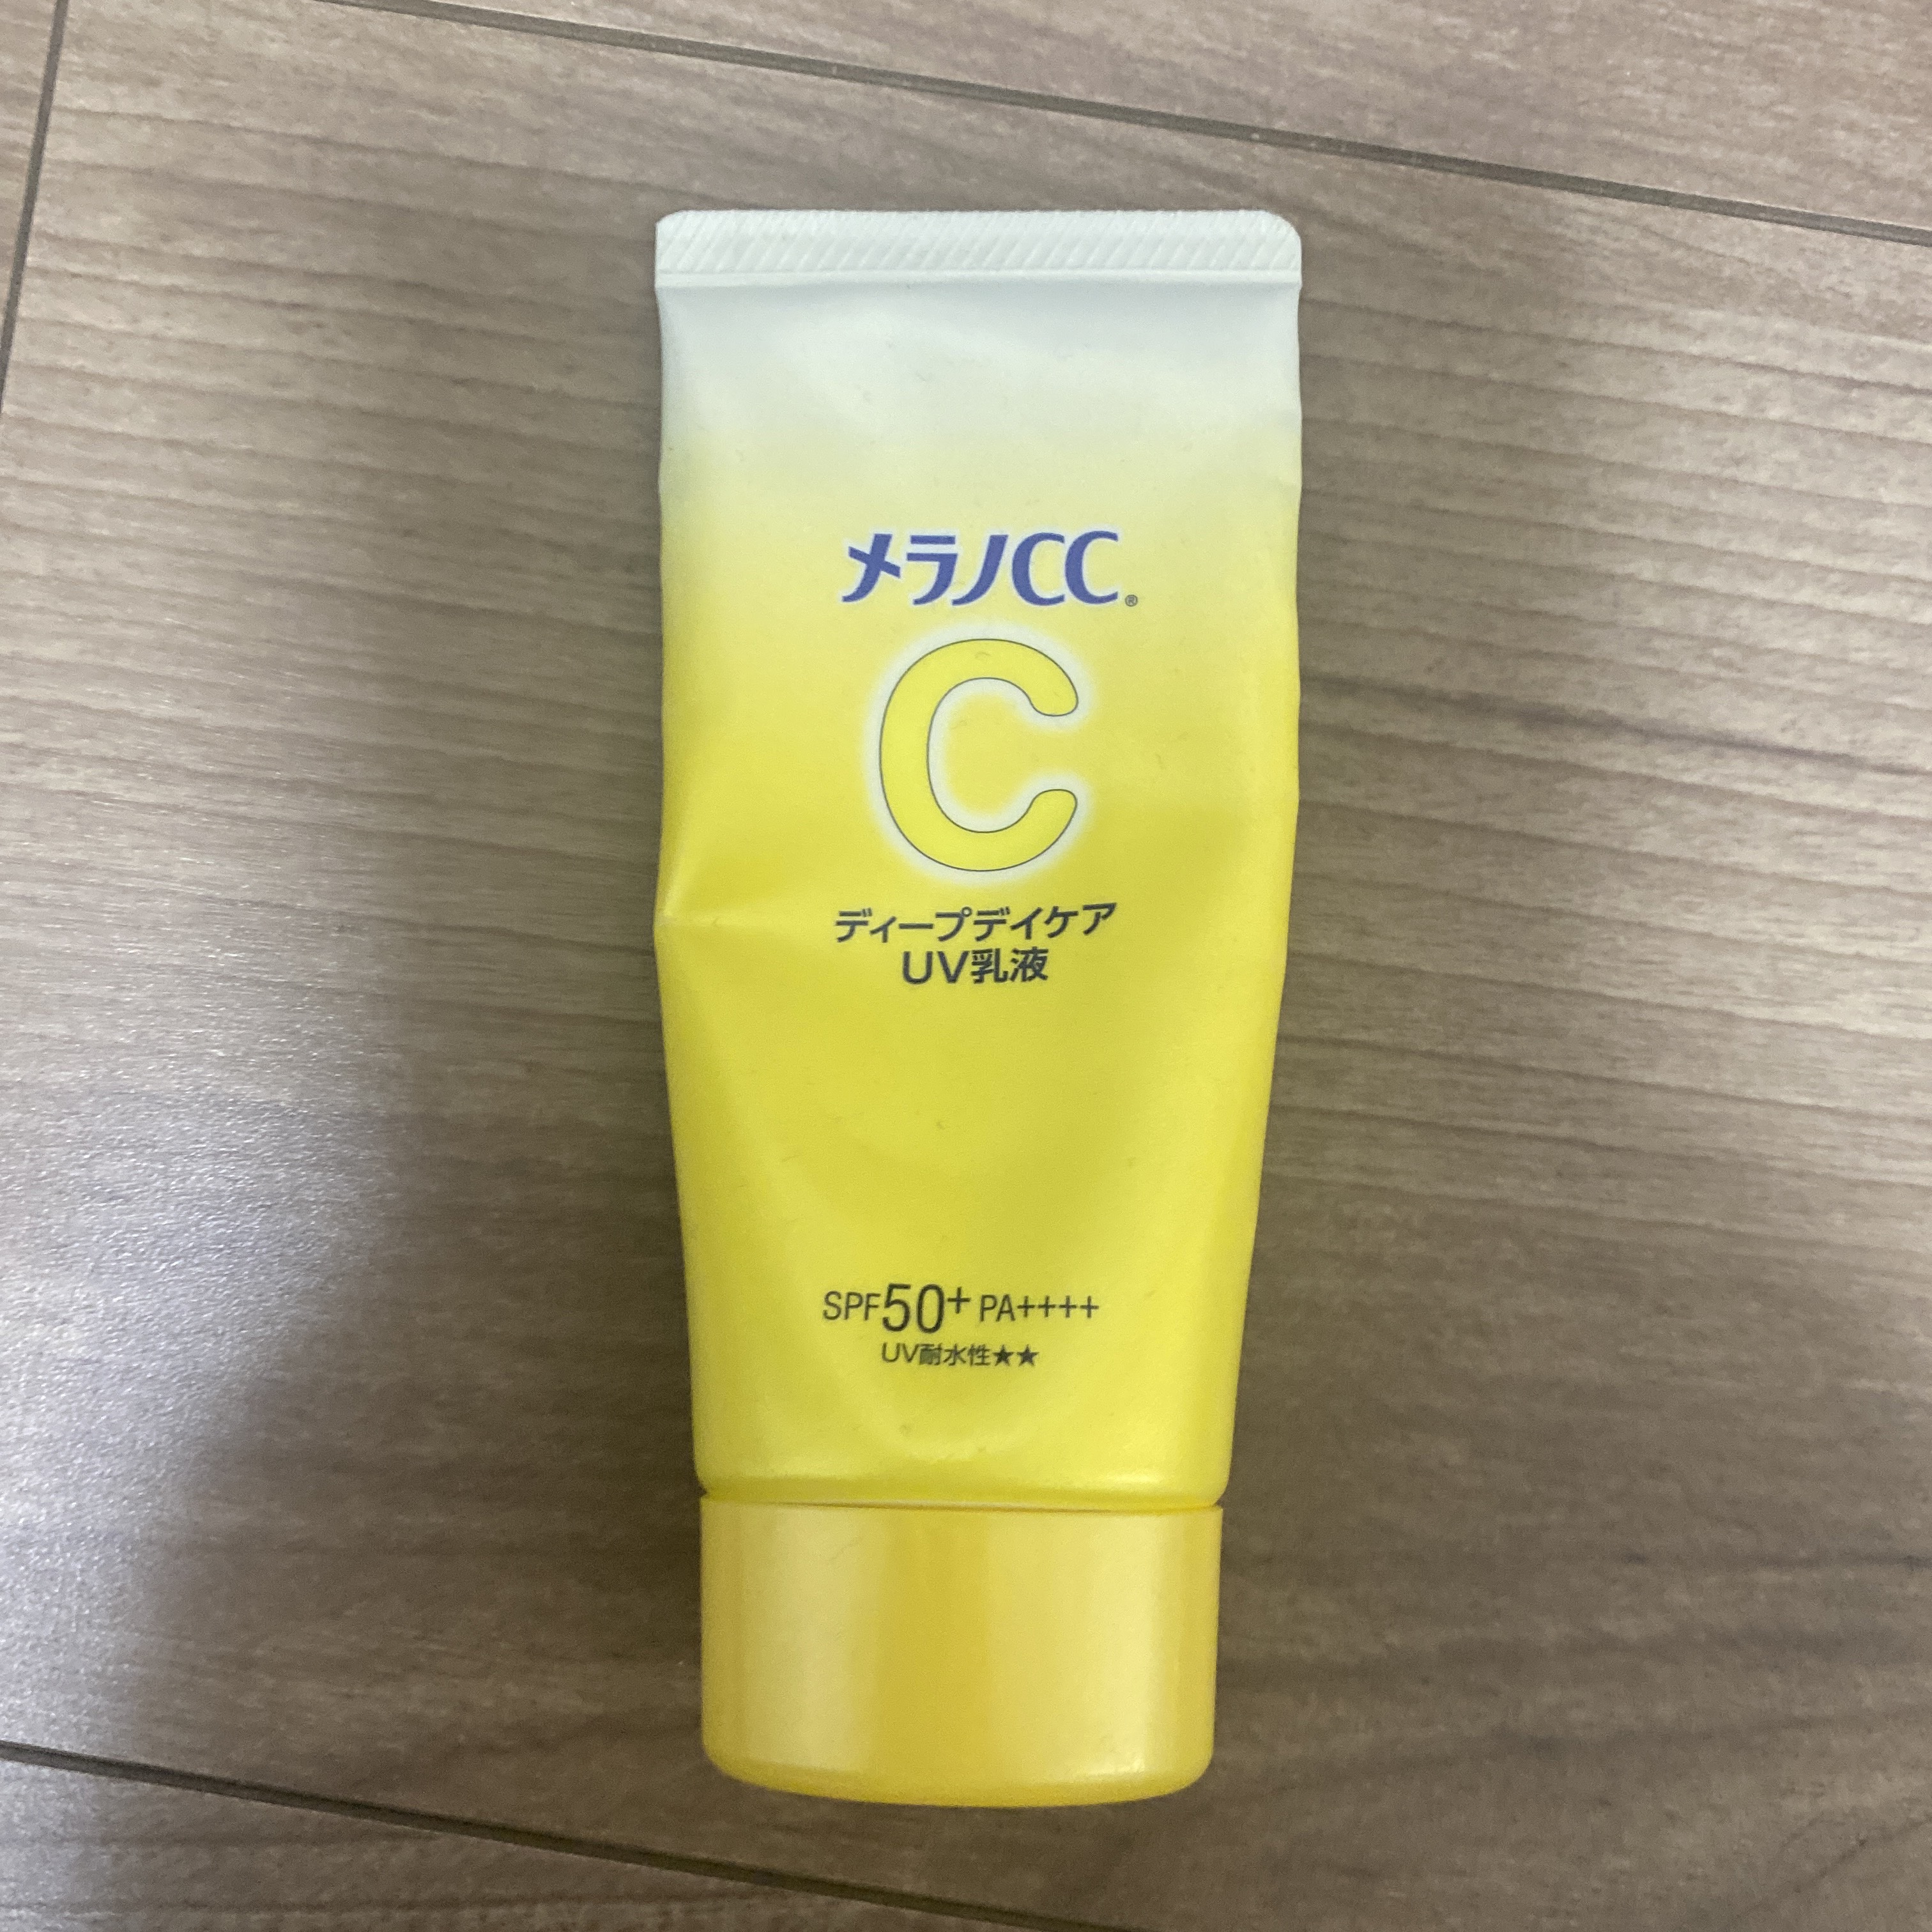 メラノCC®
C
ディープデイケア
UV乳液
SPF50+ PA++++
UV耐水性★★